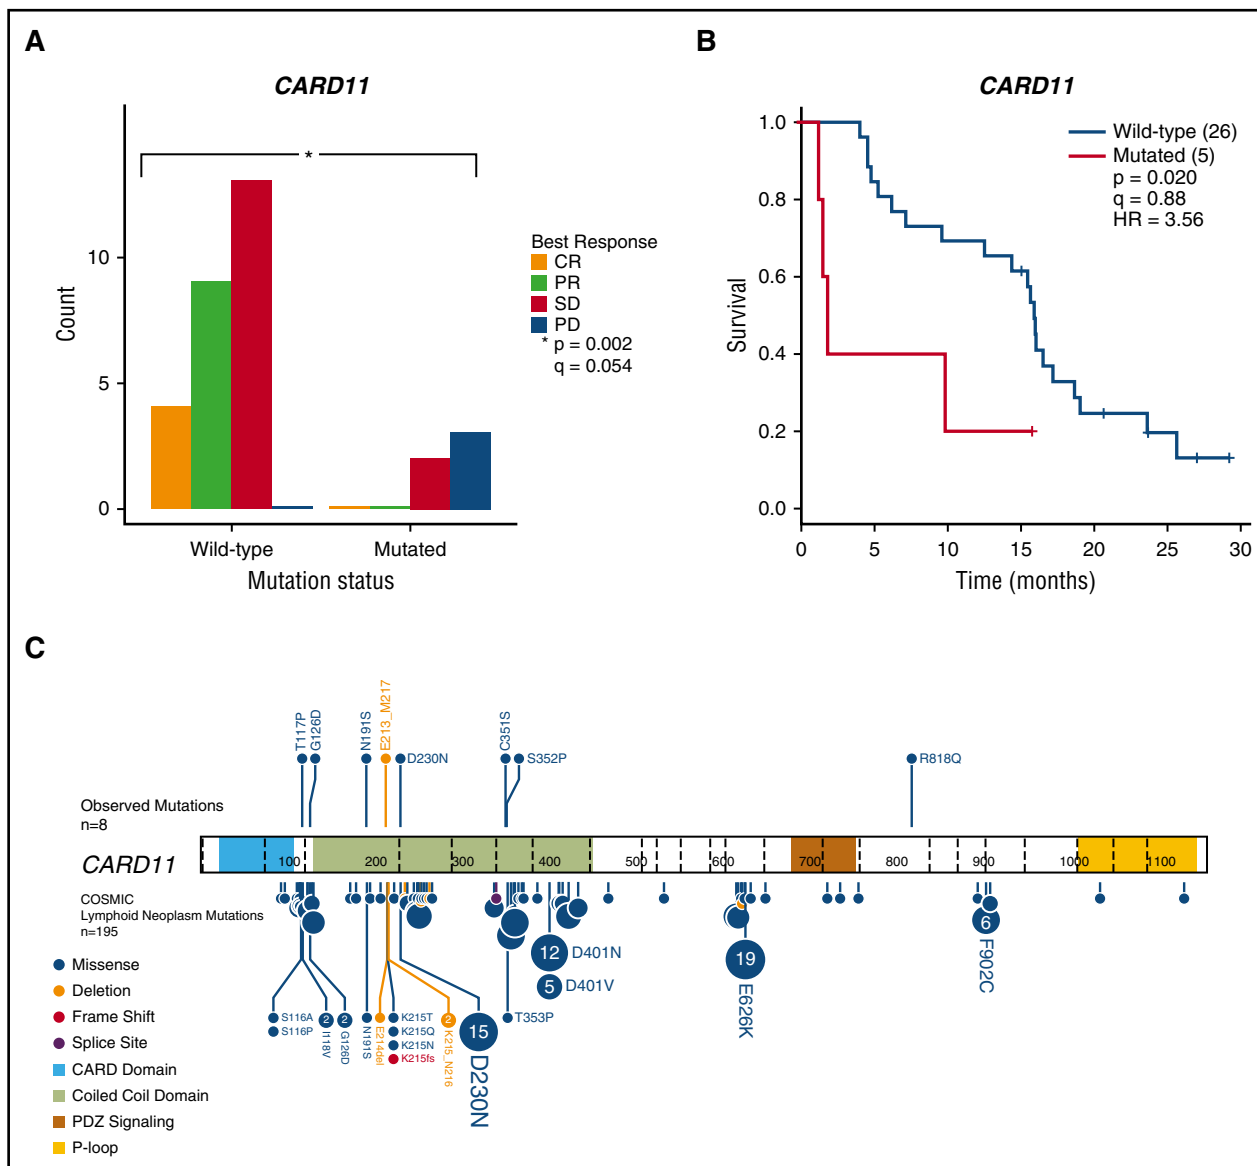 A
CARD11
Count
10
5
0
*
Wild-type
Mutated
Mutation status
Best Response
CR
PR
SD
PD
* p = 0.002
q = 0.054
B
CARD11
Survival
1.0
0.8
0.6
0.4
0.2
0.0
0 5 10 15 20 25 30
Time (months)
Wild-type (26)
Mutated (5)
p = 0.020
q = 0.88
HR = 3.56
C
T117P
G126D
N191S
E213_M217
D230N
C351S
S352P
R818Q
Observed Mutations
n=8
CARD11
100 200 300 400 500 600 700 800 900 1000 1100
COSMIC
Lymphoid Neoplasm Mutations
n=195
12 D401N
5 D401V
19
E626K
6
F902C
S116A
S116P
2
I118V
2
G126D
N191S
E214del
K215T
K215Q
K215N
K215fs
2
K215_N216
15
D230N
T353P
Missense
Deletion
Frame Shift
Splice Site
CARD Domain
Coiled Coil Domain
PDZ Signaling
P-loop